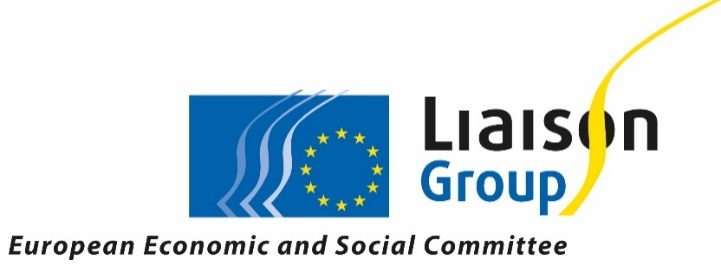 Liaison
Group
European Economic and Social Committee